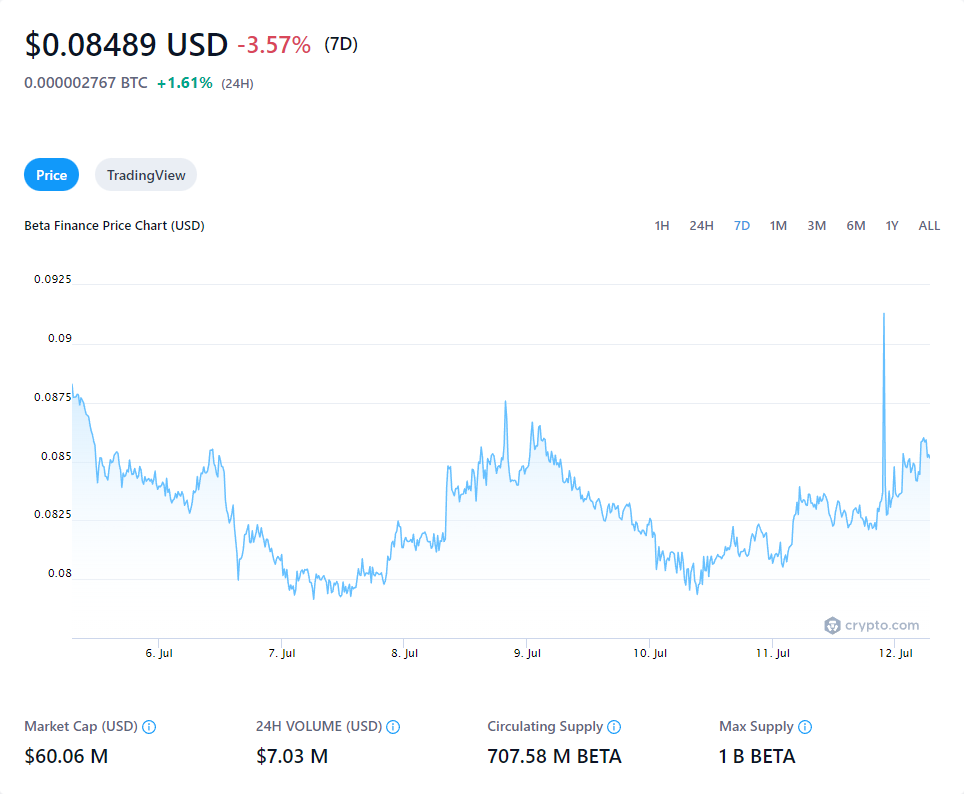 $0.08489 USD -3.57% (7D)
0.000002767 BTC +1.61% (24H)
Price TradingView
Beta Finance Price Chart (USD) 1H 24H 7D 1M 3M 6M 1Y ALL
0.0925
0.09
0.0875
0.085
0.0825
0.08
crypto.com
6. Jul 7. Jul 8. Jul 9. Jul 10. Jul 11. Jul 12. Jul
Market Cap (USD) 24H VOLUME (USD) Circulating Supply Max Supply
$60.06 M $7.03 M 707.58 M BETA 1 B BETA